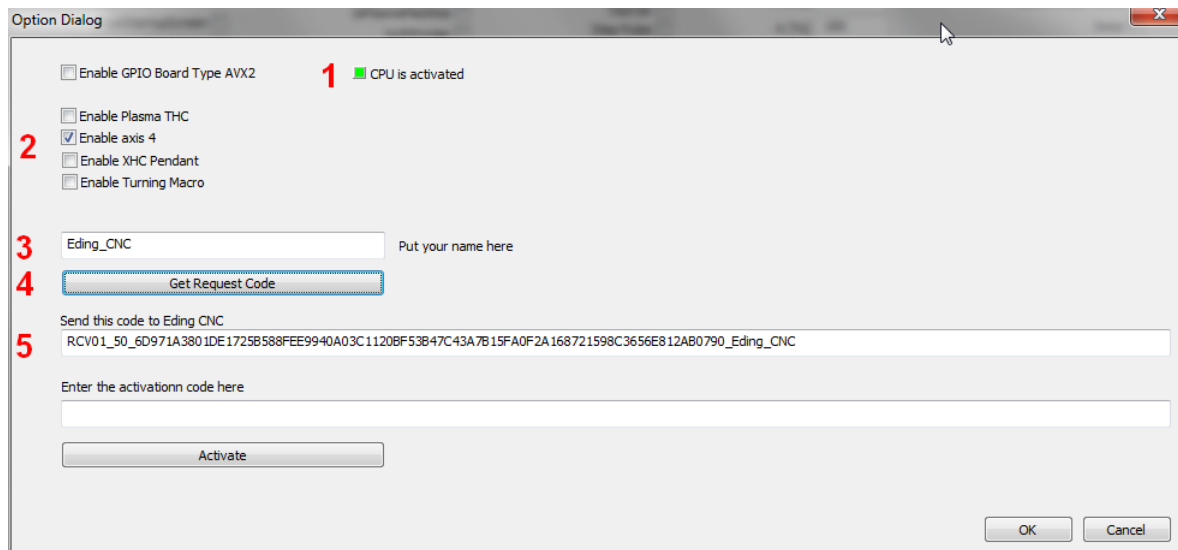 Option Dialog
Enable GPIO Board Type AVX2
1 CPU is activated
Enable Plasma THC
2 Enable axis 4
Enable XHC Pendant
Enable Turning Macro
3 Eding_CNC Put your name here
4 Get Request Code
Send this code to Eding CNC
5 RCV01_50_6D971A3801DE1725B588FEE9940A03C1120BF53B47C43A7B15FA0F2A168721598C3656E812AB0790_Eding_CNC
Enter the activationn code here
Activate
OK Cancel